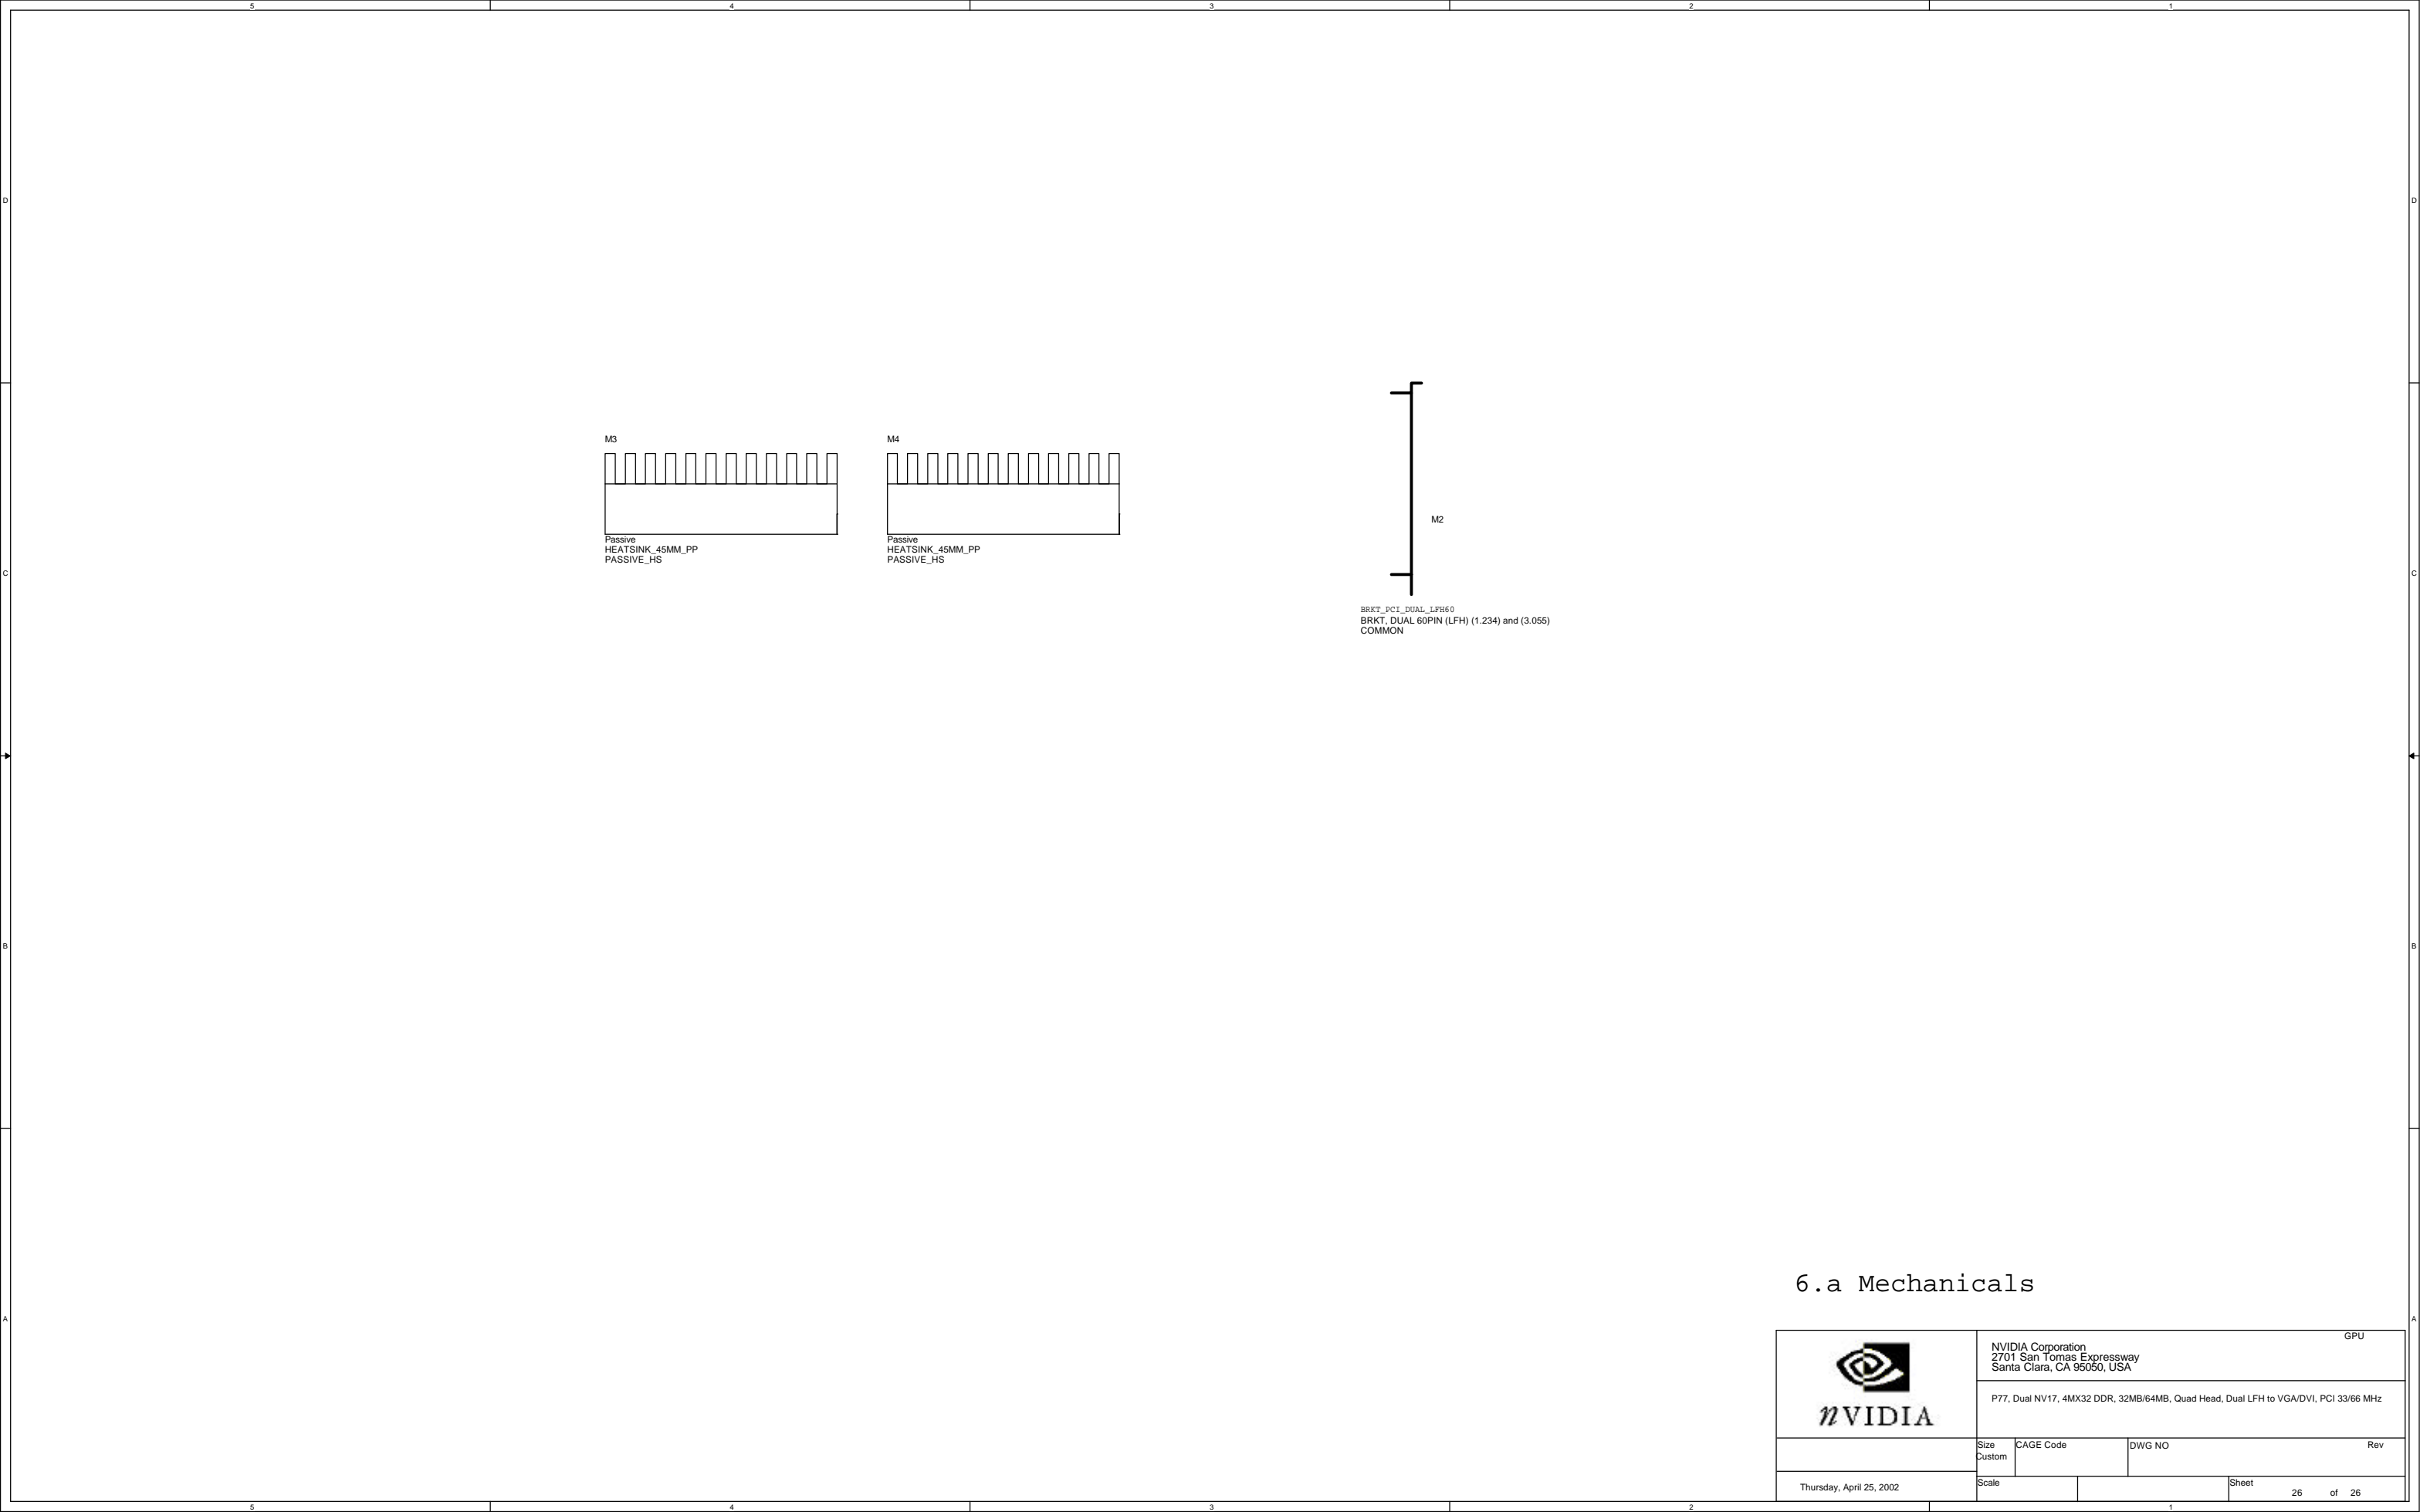 5 4 3 2 1
D D
C C
B B
A A
M3
Passive
HEATSINK_45MM_PP
PASSIVE_HS
M4
Passive
HEATSINK_45MM_PP
PASSIVE_HS
M2
BRKT_PCI_DUAL_LFH60
BRKT, DUAL 60PIN (LFH) (1.234) and (3.055)
COMMON
6.a Mechanicals
nVIDIA
GPU
NVIDIA Corporation
2701 San Tomas Expressway
Santa Clara, CA 95050, USA
P77, Dual NV17, 4MX32 DDR, 32MB/64MB, Quad Head, Dual LFH to VGA/DVI, PCI 33/66 MHz
Size
Custom
CAGE Code
DWG NO
Rev
Thursday, April 25, 2002
Scale
Sheet
26 of 26
5 4 3 2 1